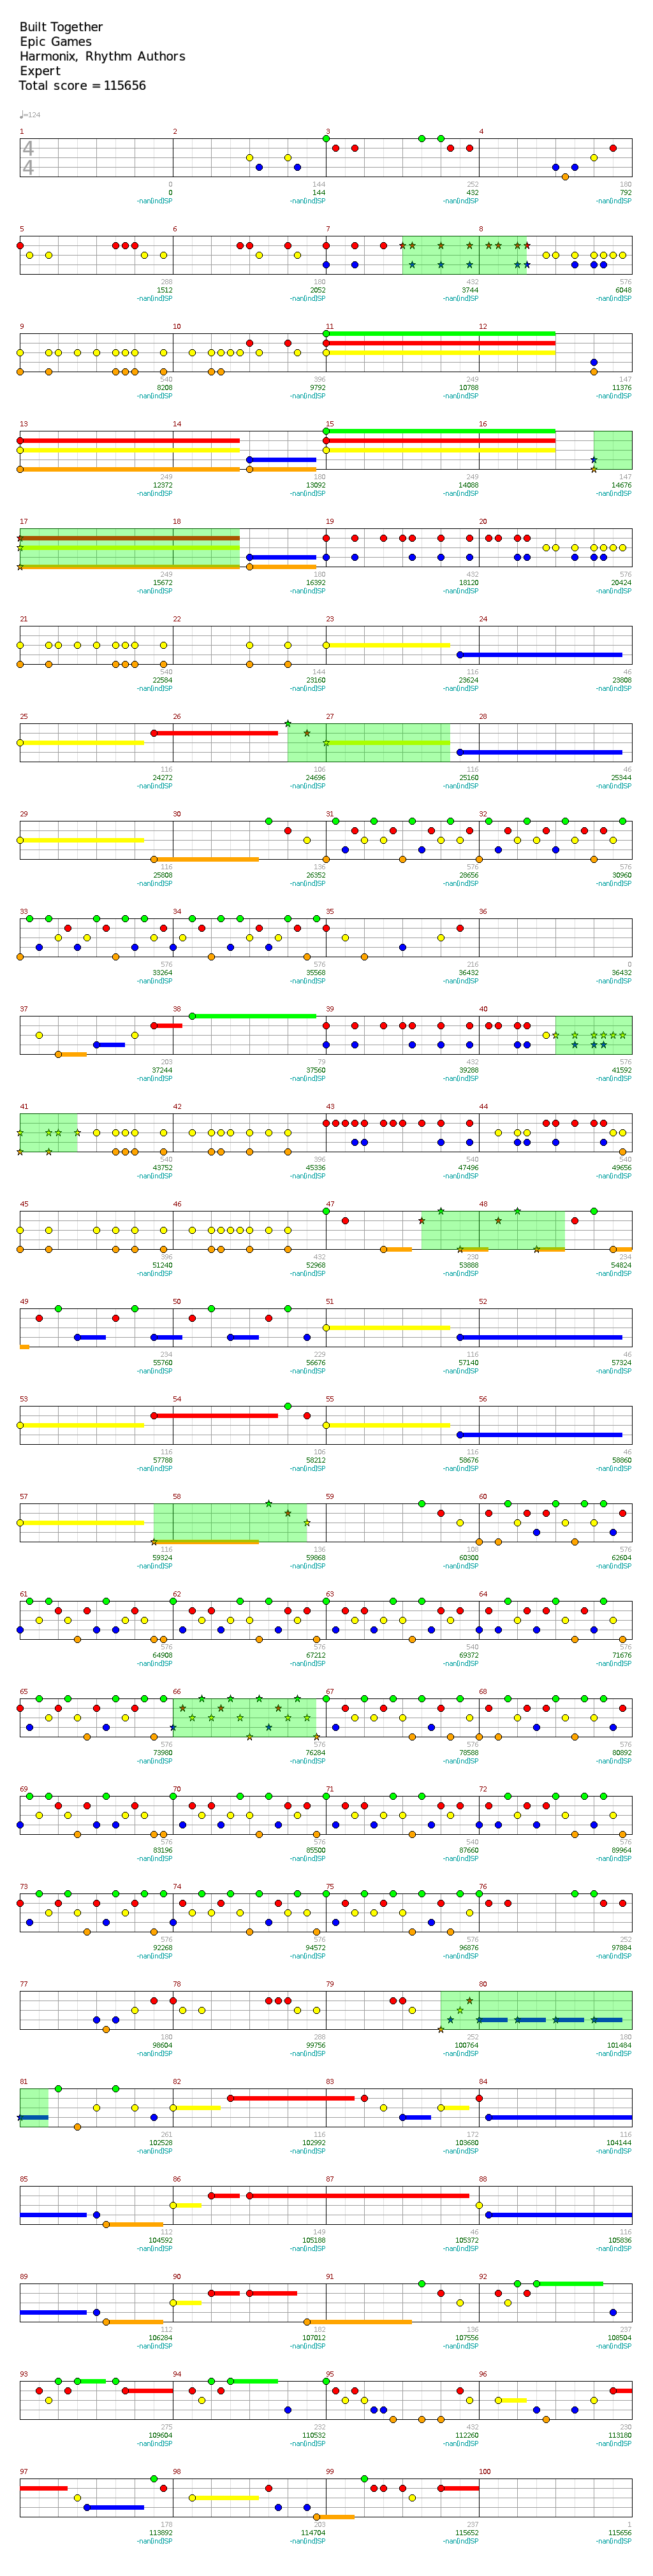 Built Together
Epic Games
Harmonix, Rhythm Authors
Expert
Total score = 115656
♩=124
1 2 3 4
4
4
0 144 252 180
0 144 432 792
-nan(ind)SP -nan(ind)SP -nan(ind)SP -nan(ind)SP
5 6 7 8
288 180 432 576
1512 2052 3744 6048
-nan(ind)SP -nan(ind)SP -nan(ind)SP -nan(ind)SP
9 10 11 12
540 396 249 147
8208 9792 10788 11376
-nan(ind)SP -nan(ind)SP -nan(ind)SP -nan(ind)SP
13 14 15 16
249 180 249 147
12372 13092 14088 14676
-nan(ind)SP -nan(ind)SP -nan(ind)SP -nan(ind)SP
17 18 19 20
249 180 432 576
15672 16392 18120 20424
-nan(ind)SP -nan(ind)SP -nan(ind)SP -nan(ind)SP
21 22 23 24
540 144 116 46
22584 23160 23624 23808
-nan(ind)SP -nan(ind)SP -nan(ind)SP -nan(ind)SP
25 26 27 28
116 106 116 46
24272 24696 25160 25344
-nan(ind)SP -nan(ind)SP -nan(ind)SP -nan(ind)SP
29 30 31 32
116 136 576 576
25808 26352 28656 30960
-nan(ind)SP -nan(ind)SP -nan(ind)SP -nan(ind)SP
33 34 35 36
576 576 216 0
33264 35568 36432 36432
-nan(ind)SP -nan(ind)SP -nan(ind)SP -nan(ind)SP
37 38 39 40
203 79 432 576
37244 37560 39288 41592
-nan(ind)SP -nan(ind)SP -nan(ind)SP -nan(ind)SP
41 42 43 44
540 396 540 540
43752 45336 47496 49656
-nan(ind)SP -nan(ind)SP -nan(ind)SP -nan(ind)SP
45 46 47 48
396 432 230 234
51240 52968 53888 54824
-nan(ind)SP -nan(ind)SP -nan(ind)SP -nan(ind)SP
49 50 51 52
234 229 116 46
55760 56676 57140 57324
-nan(ind)SP -nan(ind)SP -nan(ind)SP -nan(ind)SP
53 54 55 56
116 106 116 46
57788 58212 58676 58860
-nan(ind)SP -nan(ind)SP -nan(ind)SP -nan(ind)SP
57 58 59 60
116 136 108 576
59324 59868 60300 62604
-nan(ind)SP -nan(ind)SP -nan(ind)SP -nan(ind)SP
61 62 63 64
576 576 540 576
64908 67212 69372 71676
-nan(ind)SP -nan(ind)SP -nan(ind)SP -nan(ind)SP
65 66 67 68
576 576 576 576
73980 76284 78588 80892
-nan(ind)SP -nan(ind)SP -nan(ind)SP -nan(ind)SP
69 70 71 72
576 576 540 576
83196 85500 87660 89964
-nan(ind)SP -nan(ind)SP -nan(ind)SP -nan(ind)SP
73 74 75 76
576 576 576 252
92268 94572 96876 97884
-nan(ind)SP -nan(ind)SP -nan(ind)SP -nan(ind)SP
77 78 79 80
180 288 252 180
98604 99756 100764 101484
-nan(ind)SP -nan(ind)SP -nan(ind)SP -nan(ind)SP
81 82 83 84
261 116 172 116
102528 102992 103680 104144
-nan(ind)SP -nan(ind)SP -nan(ind)SP -nan(ind)SP
85 86 87 88
112 149 46 116
104592 105188 105372 105836
-nan(ind)SP -nan(ind)SP -nan(ind)SP -nan(ind)SP
89 90 91 92
112 182 136 237
106284 107012 107556 108504
-nan(ind)SP -nan(ind)SP -nan(ind)SP -nan(ind)SP
93 94 95 96
275 232 432 230
109604 110532 112260 113180
-nan(ind)SP -nan(ind)SP -nan(ind)SP -nan(ind)SP
97 98 99 100
178 203 237 1
113892 114704 115652 115656
-nan(ind)SP -nan(ind)SP -nan(ind)SP -nan(ind)SP